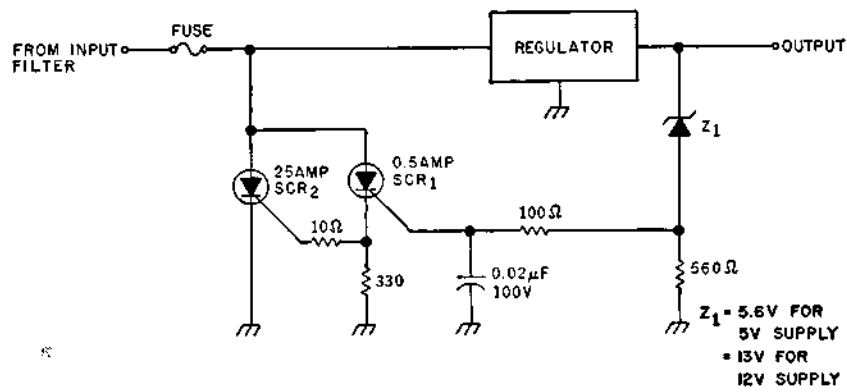 FUSE
FROM INPUT
FILTER
REGULATOR
OUTPUT
Z1
25AMP
SCR2
0.5AMP
SCR1
10Ω
100Ω
330
0.02µF
100V
560Ω
Z1 = 5.6V FOR
5V SUPPLY
= 13V FOR
12V SUPPLY